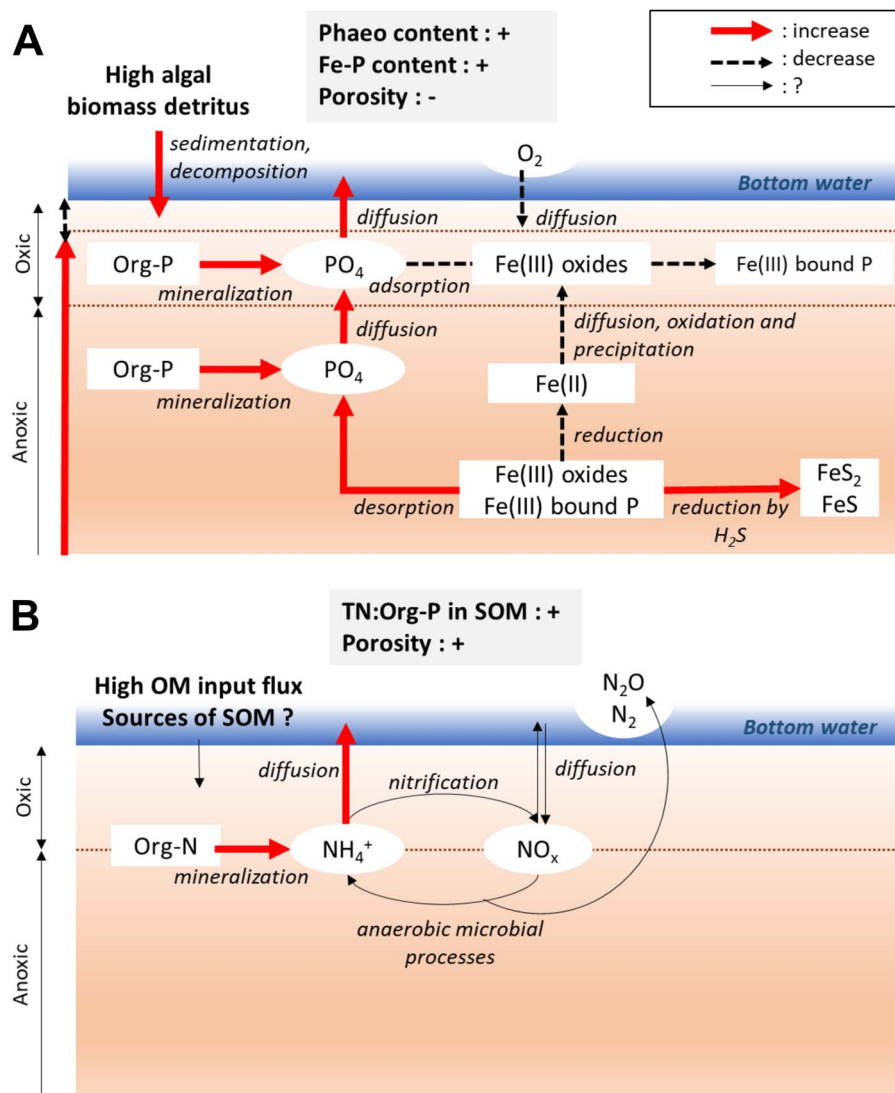 A
Phaeo content : +
Fe-P content : +
Porosity : -
: increase
: decrease
: ?
High algal
biomass detritus
sedimentation,
decomposition
O₂
Bottom water
diffusion
diffusion
Oxic
Org-P
mineralization
PO₄
adsorption
Fe(III) oxides
Fe(III) bound P
diffusion
diffusion, oxidation and
precipitation
Anoxic
Org-P
mineralization
PO₄
Fe(II)
reduction
desorption
Fe(III) oxides
Fe(III) bound P
reduction by
H₂S
FeS₂
FeS
B
TN:Org-P in SOM : +
Porosity : +
High OM input flux
Sources of SOM ?
N₂O
N₂
Bottom water
Oxic
diffusion
nitrification
diffusion
Org-N
mineralization
NH₄⁺
NOₓ
anaerobic microbial
processes
Anoxic